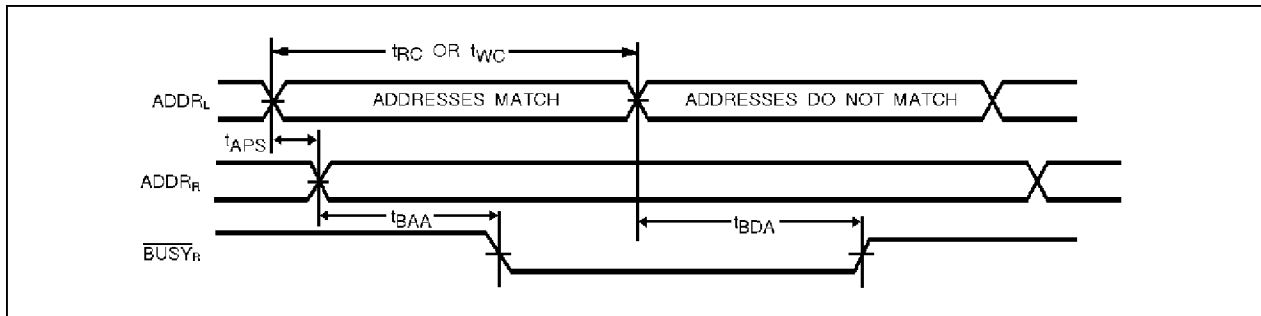 tRC OR tWC
ADDRL ADDRESSES MATCH ADDRESSES DO NOT MATCH
tAPS
ADDRR
tBAA tBDA
BUSYR